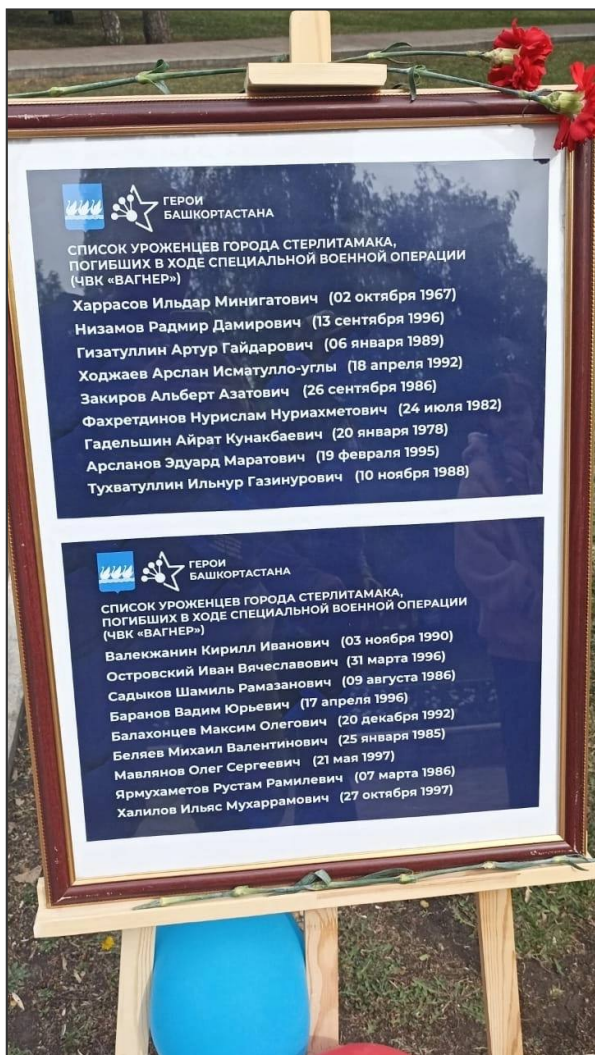 ГЕРОИ
БАШКОРТАСТАНА
СПИСОК УРОЖЕНЦЕВ ГОРОДА СТЕРЛИТАМАКА,
ПОГИБШИХ В ХОДЕ СПЕЦИАЛЬНОЙ ВОЕННОЙ ОПЕРАЦИИ
(ЧВК «ВАГНЕР»)
Харрасов Ильдар Минигатович (02 октября 1967)
Низамов Радмир Дамирович (13 сентября 1996)
Гизатуллин Артур Гайдарович (06 января 1989)
Ходжаев Арслан Исматулло-углы (18 апреля 1992)
Закиров Альберт Азатович (26 сентября 1986)
Фахретдинов Нурислам Нуриахметович (24 июля 1982)
Гадельшин Айрат Кунакбаевич (20 января 1978)
Арсланов Эдуард Маратович (19 февраля 1995)
Тухватуллин Ильнур Газинурович (10 ноября 1988)
ГЕРОИ
БАШКОРТАСТАНА
СПИСОК УРОЖЕНЦЕВ ГОРОДА СТЕРЛИТАМАКА,
ПОГИБШИХ В ХОДЕ СПЕЦИАЛЬНОЙ ВОЕННОЙ ОПЕРАЦИИ
(ЧВК «ВАГНЕР»)
Валекжанин Кирилл Иванович (03 ноября 1990)
Островский Иван Вячеславович (31 марта 1996)
Садыков Шамиль Рамазанович (09 августа 1986)
Баранов Вадим Юрьевич (17 апреля 1996)
Балахонцев Максим Олегович (20 декабря 1992)
Беляев Михаил Валентинович (25 января 1985)
Мавлянов Олег Сергеевич (21 мая 1997)
Ярмухаметов Рустам Рамилевич (07 марта 1986)
Халилов Ильяс Мухаррамович (27 октября 1997)